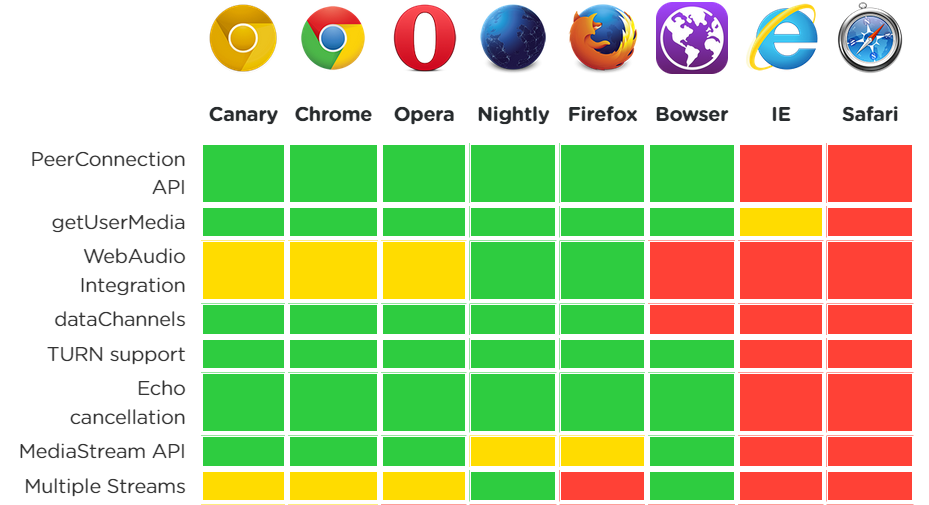 Canary Chrome Opera Nightly Firefox Bowser IE Safari
PeerConnection
API
getUserMedia
WebAudio
Integration
dataChannels
TURN support
Echo
cancellation
MediaStream API
Multiple Streams